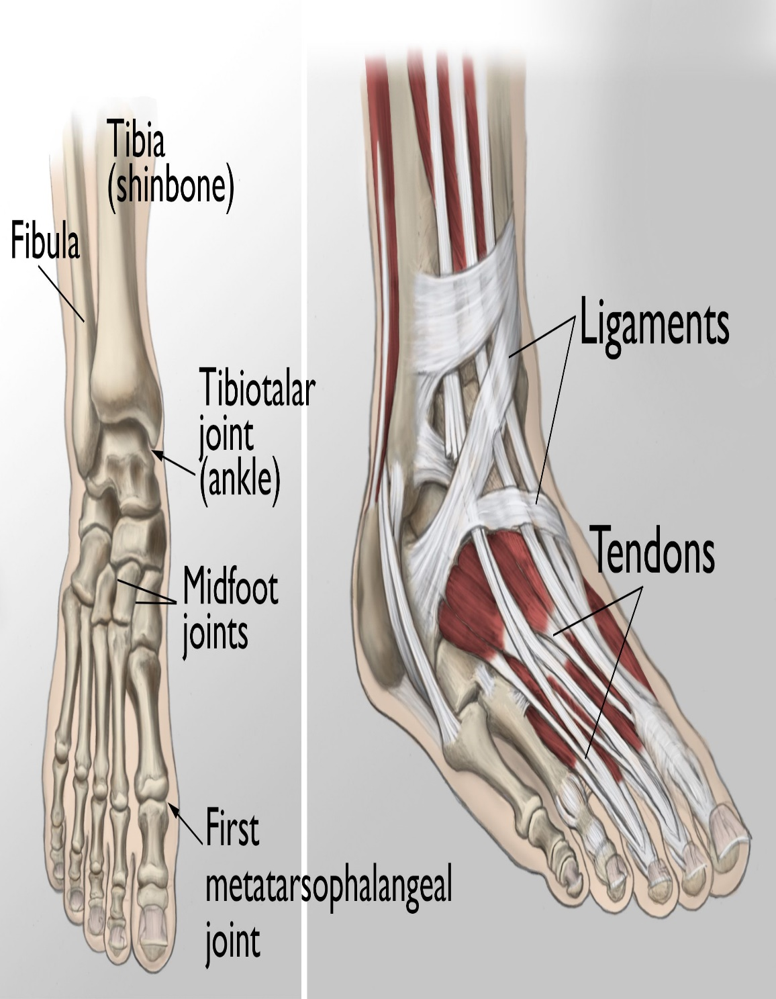 Tibia
(shinbone)
Fibula
Tibiotalar
joint
(ankle)
Midfoot
joints
First
metatarsophalangeal
joint
Ligaments
Tendons